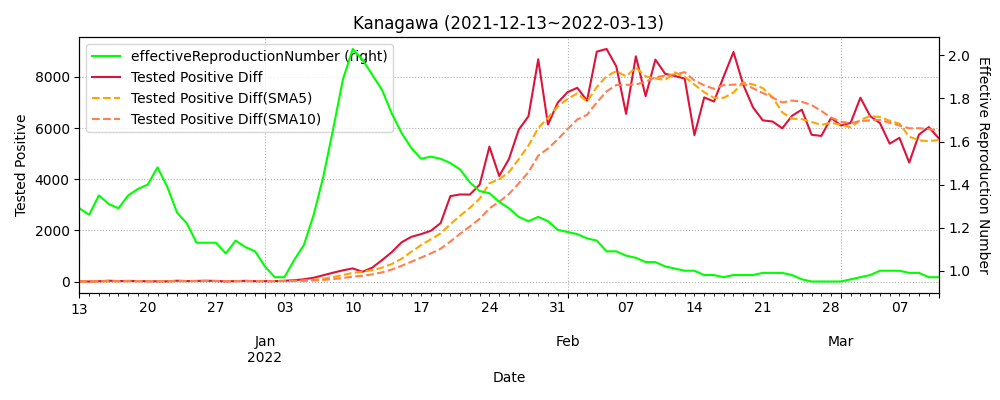 Kanagawa (2021-12-13~2022-03-13)
effectiveReproductionNumber (right)
Tested Positive Diff
Tested Positive Diff(SMA5)
Tested Positive Diff(SMA10)
Tested Positive
8000
6000
4000
2000
0
2.0
1.8
1.6
1.4
1.2
1.0
Effective Reproduction Number
13 20 27 03 10 17 24 31 07 14 21 28 07
Jan Feb Mar
2022
Date